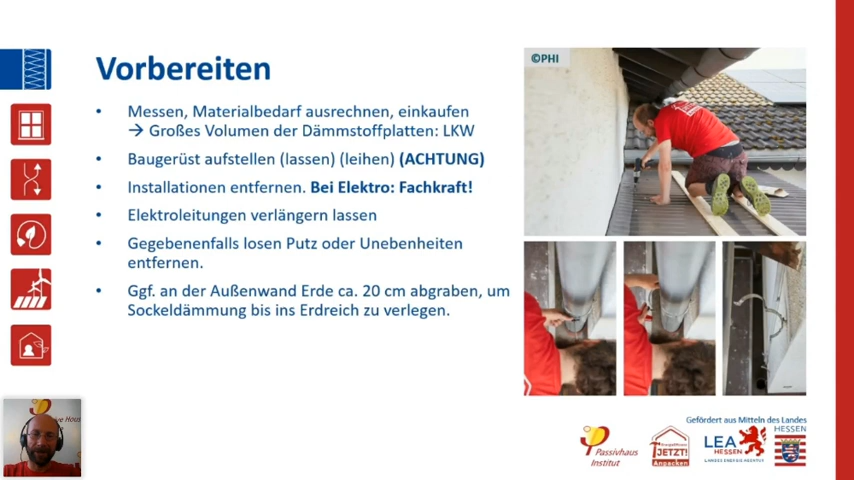 Vorbereiten
• Messen, Materialbedarf ausrechnen, einkaufen
→ Großes Volumen der Dämmstoffplatten: LKW
• Baugerüst aufstellen (lassen) (leihen) (ACHTUNG)
• Installationen entfernen. Bei Elektro: Fachkraft!
• Elektroleitungen verlängern lassen
• Gegebenenfalls losen Putz oder Unebenheiten
entfernen.
• Ggf. an der Außenwand Erde ca. 20 cm abgraben, um
Sockeldämmung bis ins Erdreich zu verlegen.
©PHI
Gefördert aus Mitteln des Landes
HESSEN
Passivhaus
Institut
JETZT!
Anpacken
LEA
HESSEN
LANDESENERGIEAGENTUR
HESSEN